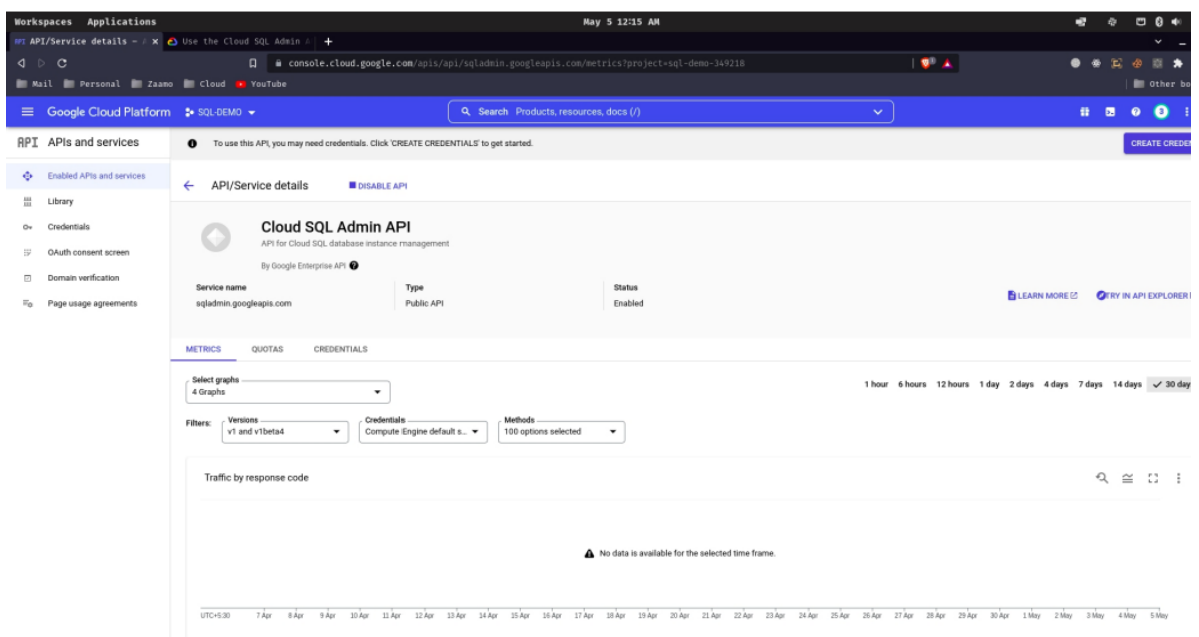 Workspaces Applications May 5 12:15 AM
API API/Service details - Use the Cloud SQL Admin A
console.cloud.google.com/apis/api/sqladmin.googleapis.com/metrics?project=sql-demo-349218
Mail Personal Zaamo Cloud YouTube Other bo
Google Cloud Platform SQL-DEMO Search Products, resources, docs (/) 3
API APIs and services
To use this API, you may need credentials. Click 'CREATE CREDENTIALS' to get started. CREATE CREDE
Enabled APIs and services
Library
Credentials
OAuth consent screen
Domain verification
Page usage agreements
API/Service details DISABLE API
Cloud SQL Admin API
API for Cloud SQL database instance management
By Google Enterprise API
Service name Type Status
sqladmin.googleapis.com Public API Enabled
LEARN MORE TRY IN API EXPLORER
METRICS QUOTAS CREDENTIALS
Select graphs
4 Graphs
1 hour 6 hours 12 hours 1 day 2 days 4 days 7 days 14 days 30 day
Filters: Versions Credentials Methods
v1 and v1beta4 Compute Engine default s... 100 options selected
Traffic by response code
No data is available for the selected time frame.
UTC+5:30 7 Apr 8 Apr 9 Apr 10 Apr 11 Apr 12 Apr 13 Apr 14 Apr 15 Apr 16 Apr 17 Apr 18 Apr 19 Apr 20 Apr 21 Apr 22 Apr 23 Apr 24 Apr 25 Apr 26 Apr 27 Apr 28 Apr 29 Apr 30 Apr 1 May 2 May 3 May 4 May 5 May